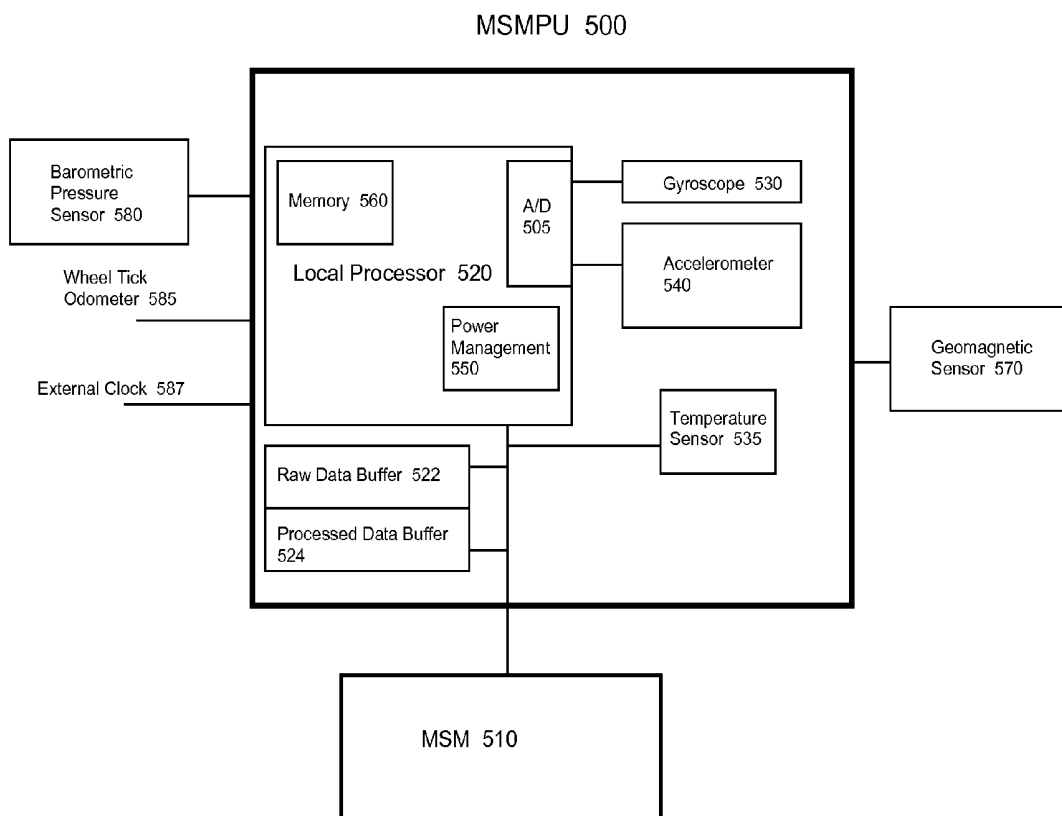 MSMPU 500
Barometric
Pressure
Sensor 580
Memory 560
A/D
505
Gyroscope 530
Wheel Tick
Odometer 585
Local Processor 520
Accelerometer
540
External Clock 587
Power
Management
550
Geomagnetic
Sensor 570
Temperature
Sensor 535
Raw Data Buffer 522
Processed Data Buffer
524
MSM 510